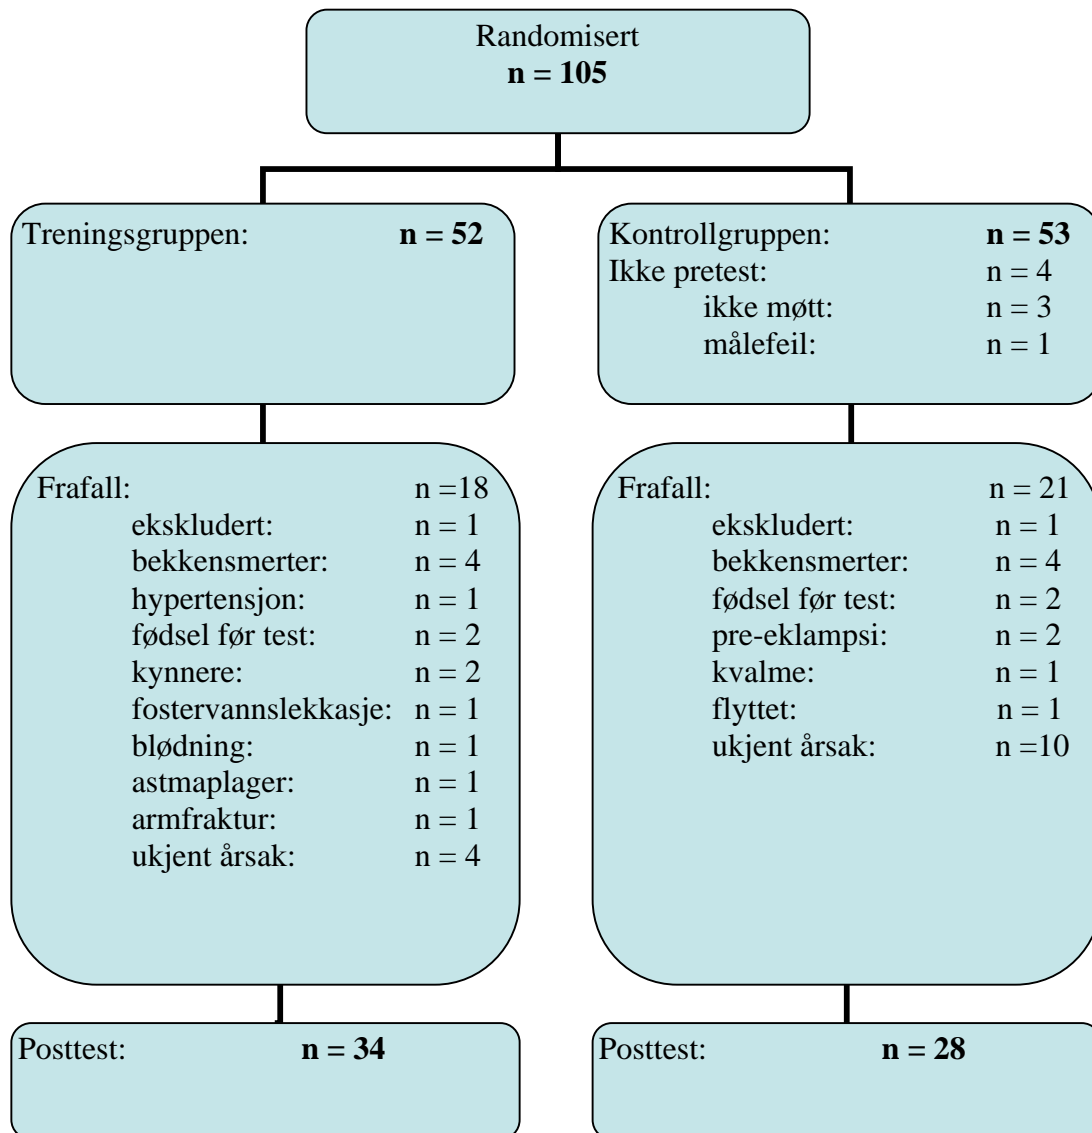 Randomisert
n = 105
Treningsgruppen: n = 52
Kontrollgruppen: n = 53
Ikke pretest: n = 4
ikke møtt: n = 3
målefeil: n = 1
Frafall: n =18
ekskludert: n = 1
bekkensmerter: n = 4
hypertensjon: n = 1
fødsel før test: n = 2
kynnere: n = 2
fostervannslekkasje: n = 1
blødning: n = 1
astmaplager: n = 1
armfraktur: n = 1
ukjent årsak: n = 4
Frafall: n = 21
ekskludert: n = 1
bekkensmerter: n = 4
fødsel før test: n = 2
pre-eklampsi: n = 2
kvalme: n = 1
flyttet: n = 1
ukjent årsak: n =10
Posttest: n = 34
Posttest: n = 28